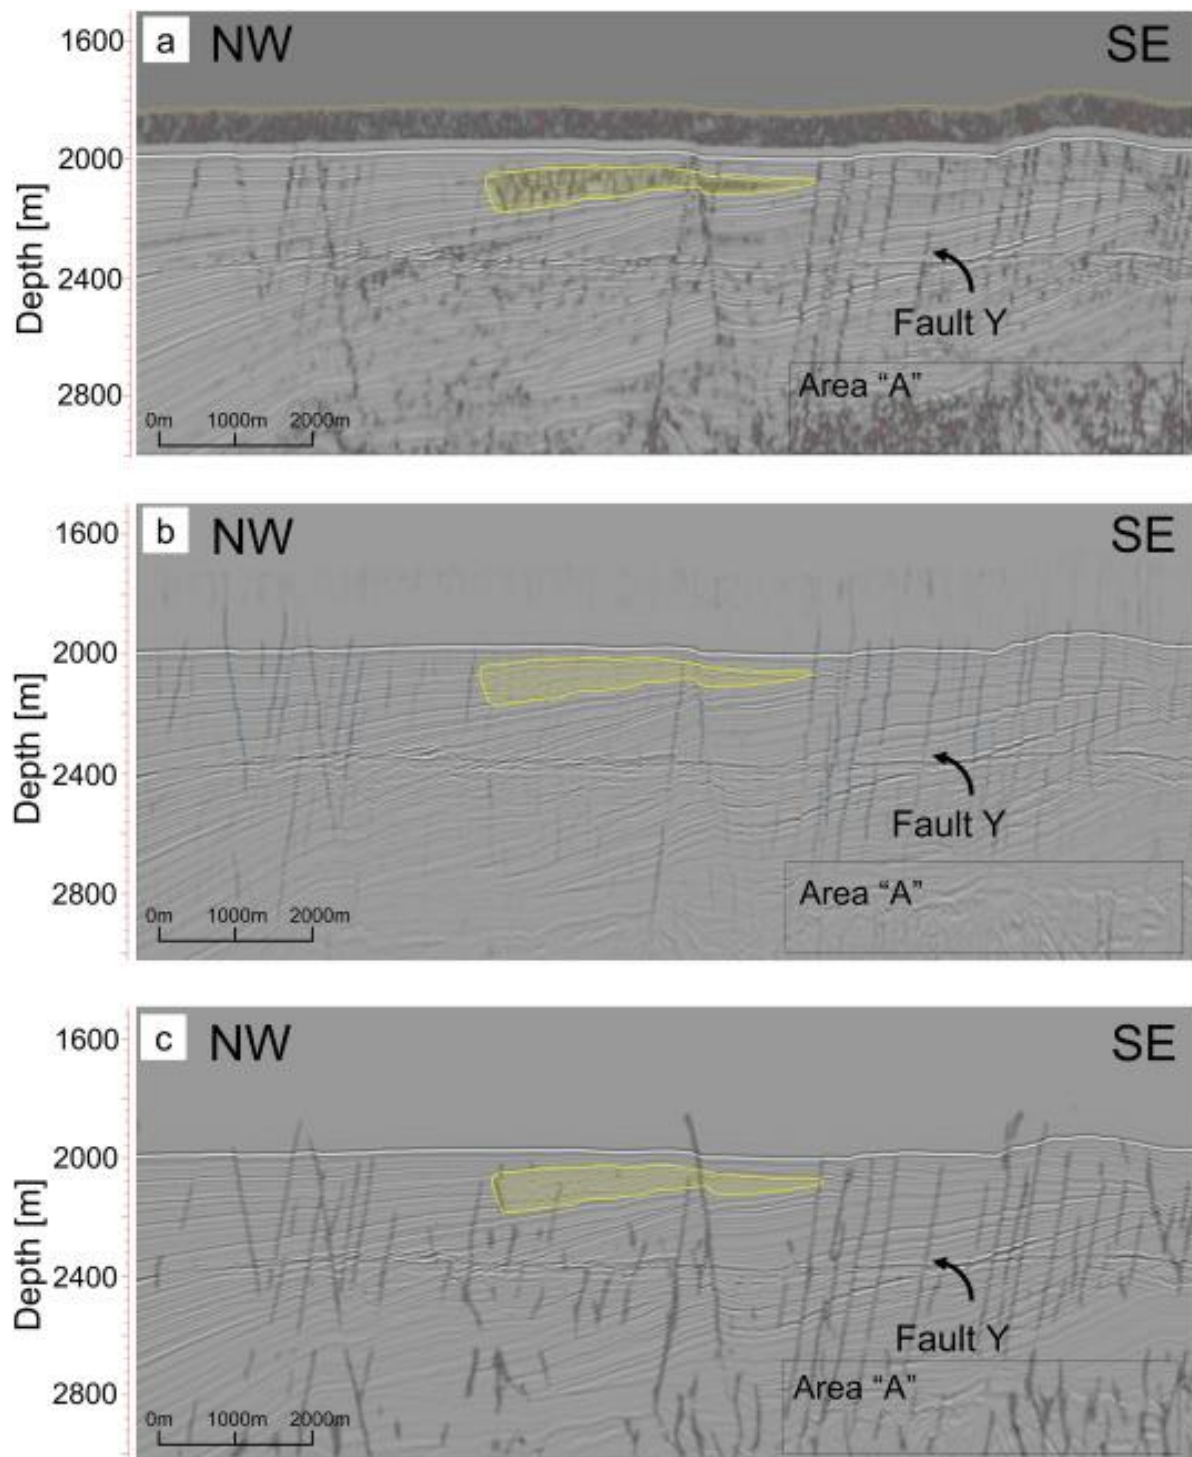 a NW SE
1600
2000
2400
2800
Depth [m]
Fault Y
Area “A”
0m 1000m 2000m
b NW SE
1600
2000
2400
2800
Depth [m]
Fault Y
Area “A”
0m 1000m 2000m
c NW SE
1600
2000
2400
2800
Depth [m]
Fault Y
Area “A”
0m 1000m 2000m